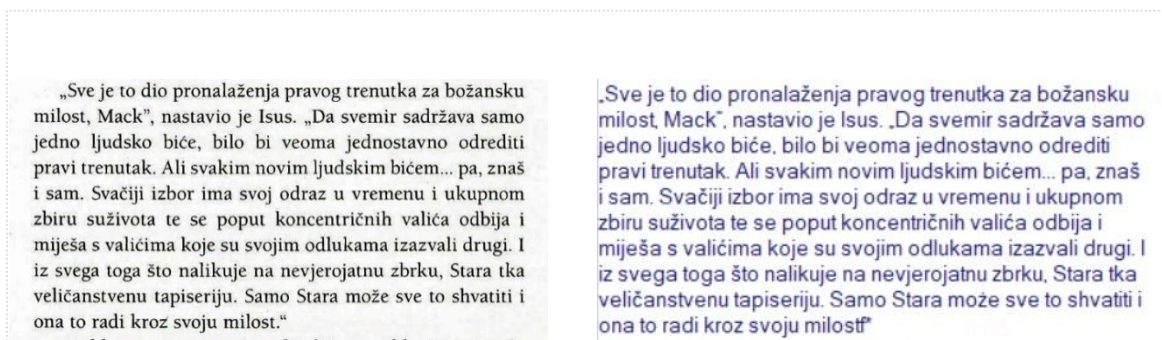 „Sve je to dio pronalaženja pravog trenutka za božansku
milost, Mack”, nastavio je Isus. „Da svemir sadržava samo
jedno ljudsko biće, bilo bi veoma jednostavno odrediti
pravi trenutak. Ali svakim novim ljudskim bićem... pa, znaš
i sam. Svačiji izbor ima svoj odraz u vremenu i ukupnom
zbiru suživota te se poput koncentričnih valića odbija i
miješa s valićima koje su svojim odlukama izazvali drugi. I
iz svega toga što nalikuje na nevjerojatnu zbrku, Stara tka
veličanstvenu tapiseriju. Samo Stara može sve to shvatiti i
ona to radi kroz svoju milost.“
„Sve je to dio pronalaženja pravog trenutka za božansku
milost, Mack”, nastavio je Isus. „Da svemir sadržava samo
jedno ljudsko biće, bilo bi veoma jednostavno odrediti
pravi trenutak. Ali svakim novim ljudskim bićem... pa, znaš
i sam. Svačiji izbor ima svoj odraz u vremenu i ukupnom
zbiru suživota te se poput koncentričnih valića odbija i
miješa s valićima koje su svojim odlukama izazvali drugi. I
iz svega toga što nalikuje na nevjerojatnu zbrku, Stara tka
veličanstvenu tapiseriju. Samo Stara može sve to shvatiti i
ona to radi kroz svoju milostf*